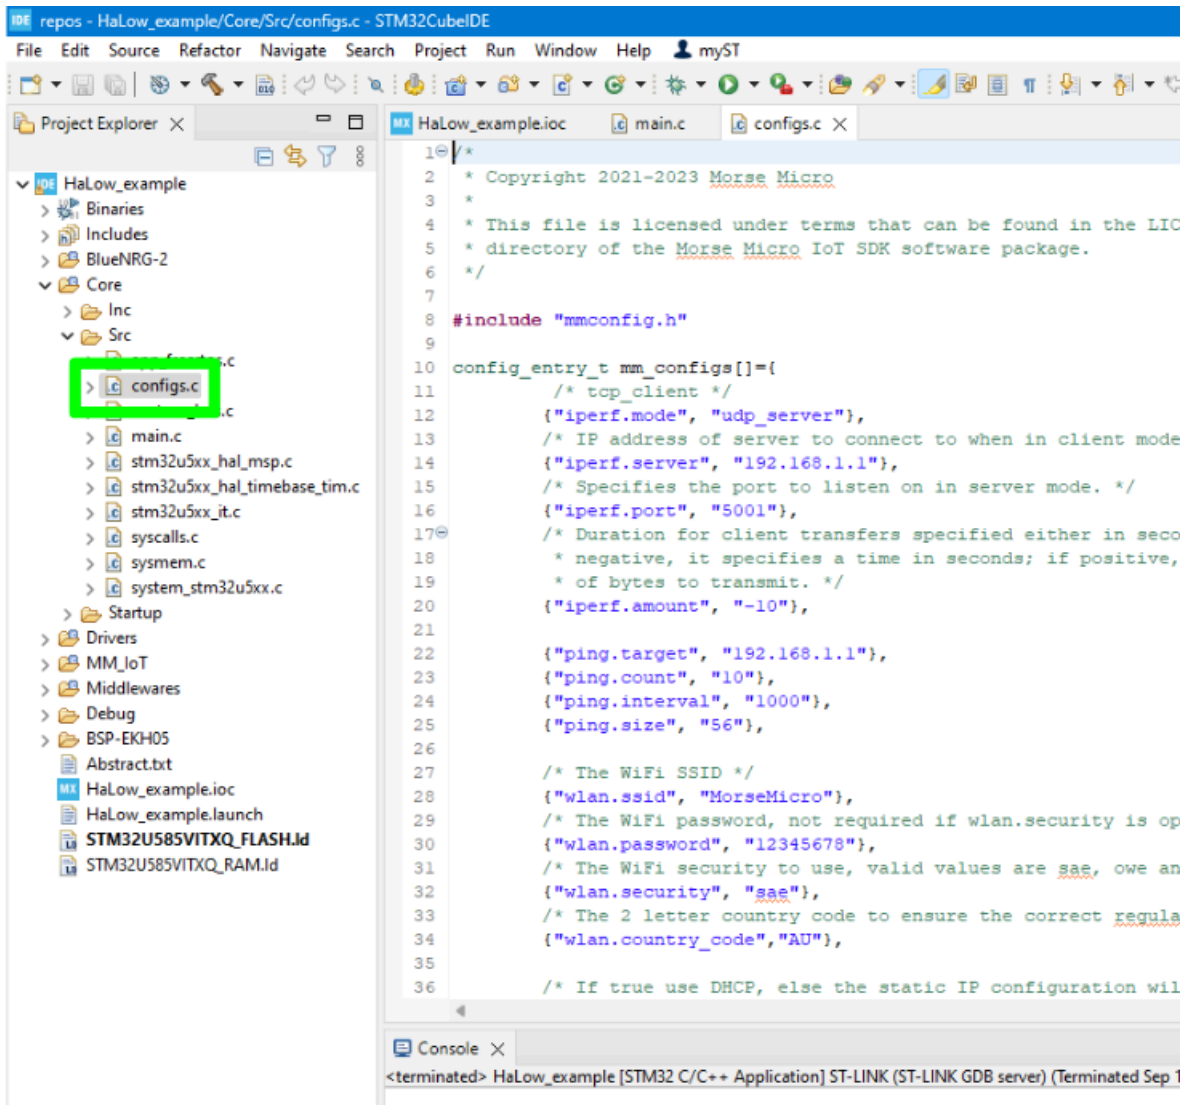 IDE repos - HaLow_example/Core/Src/configs.c - STM32CubeIDE
File Edit Source Refactor Navigate Search Project Run Window Help myST
Project Explorer
HaLow_example
Binaries
Includes
BlueNRG-2
Core
Inc
Src
configs.c
main.c
stm32u5xx_hal_msp.c
stm32u5xx_hal_timebase_tim.c
stm32u5xx_it.c
syscalls.c
sysmem.c
system_stm32u5xx.c
Startup
Drivers
MM_IoT
Middlewares
Debug
BSP-EKH05
Abstract.txt
MX HaLow_example.ioc
HaLow_example.launch
STM32U585VITXQ_FLASH.ld
STM32U585VITXQ_RAM.ld
MX HaLow_example.ioc main.c configs.c
1 /*
2 * Copyright 2021-2023 Morse Micro
3 *
4 * This file is licensed under terms that can be found in the LIC
5 * directory of the Morse Micro IoT SDK software package.
6 */
7
8 #include "mmconfig.h"
9
10 config_entry_t mm_configs[]={
11 /* tcp_client */
12 {"iperf.mode", "udp_server"},
13 /* IP address of server to connect to when in client mode
14 {"iperf.server", "192.168.1.1"},
15 /* Specifies the port to listen on in server mode. */
16 {"iperf.port", "5001"},
17 /* Duration for client transfers specified either in seco
18 * negative, it specifies a time in seconds; if positive,
19 * of bytes to transmit. */
20 {"iperf.amount", "-10"},
21
22 {"ping.target", "192.168.1.1"},
23 {"ping.count", "10"},
24 {"ping.interval", "1000"},
25 {"ping.size", "56"},
26
27 /* The WiFi SSID */
28 {"wlan.ssid", "MorseMicro"},
29 /* The WiFi password, not required if wlan.security is op
30 {"wlan.password", "12345678"},
31 /* The WiFi security to use, valid values are sae, owe an
32 {"wlan.security", "sae"},
33 /* The 2 letter country code to ensure the correct regula
34 {"wlan.country_code","AU"},
35
36 /* If true use DHCP, else the static IP configuration wil
Console
<terminated> HaLow_example [STM32 C/C++ Application] ST-LINK (ST-LINK GDB server) (Terminated Sep 1